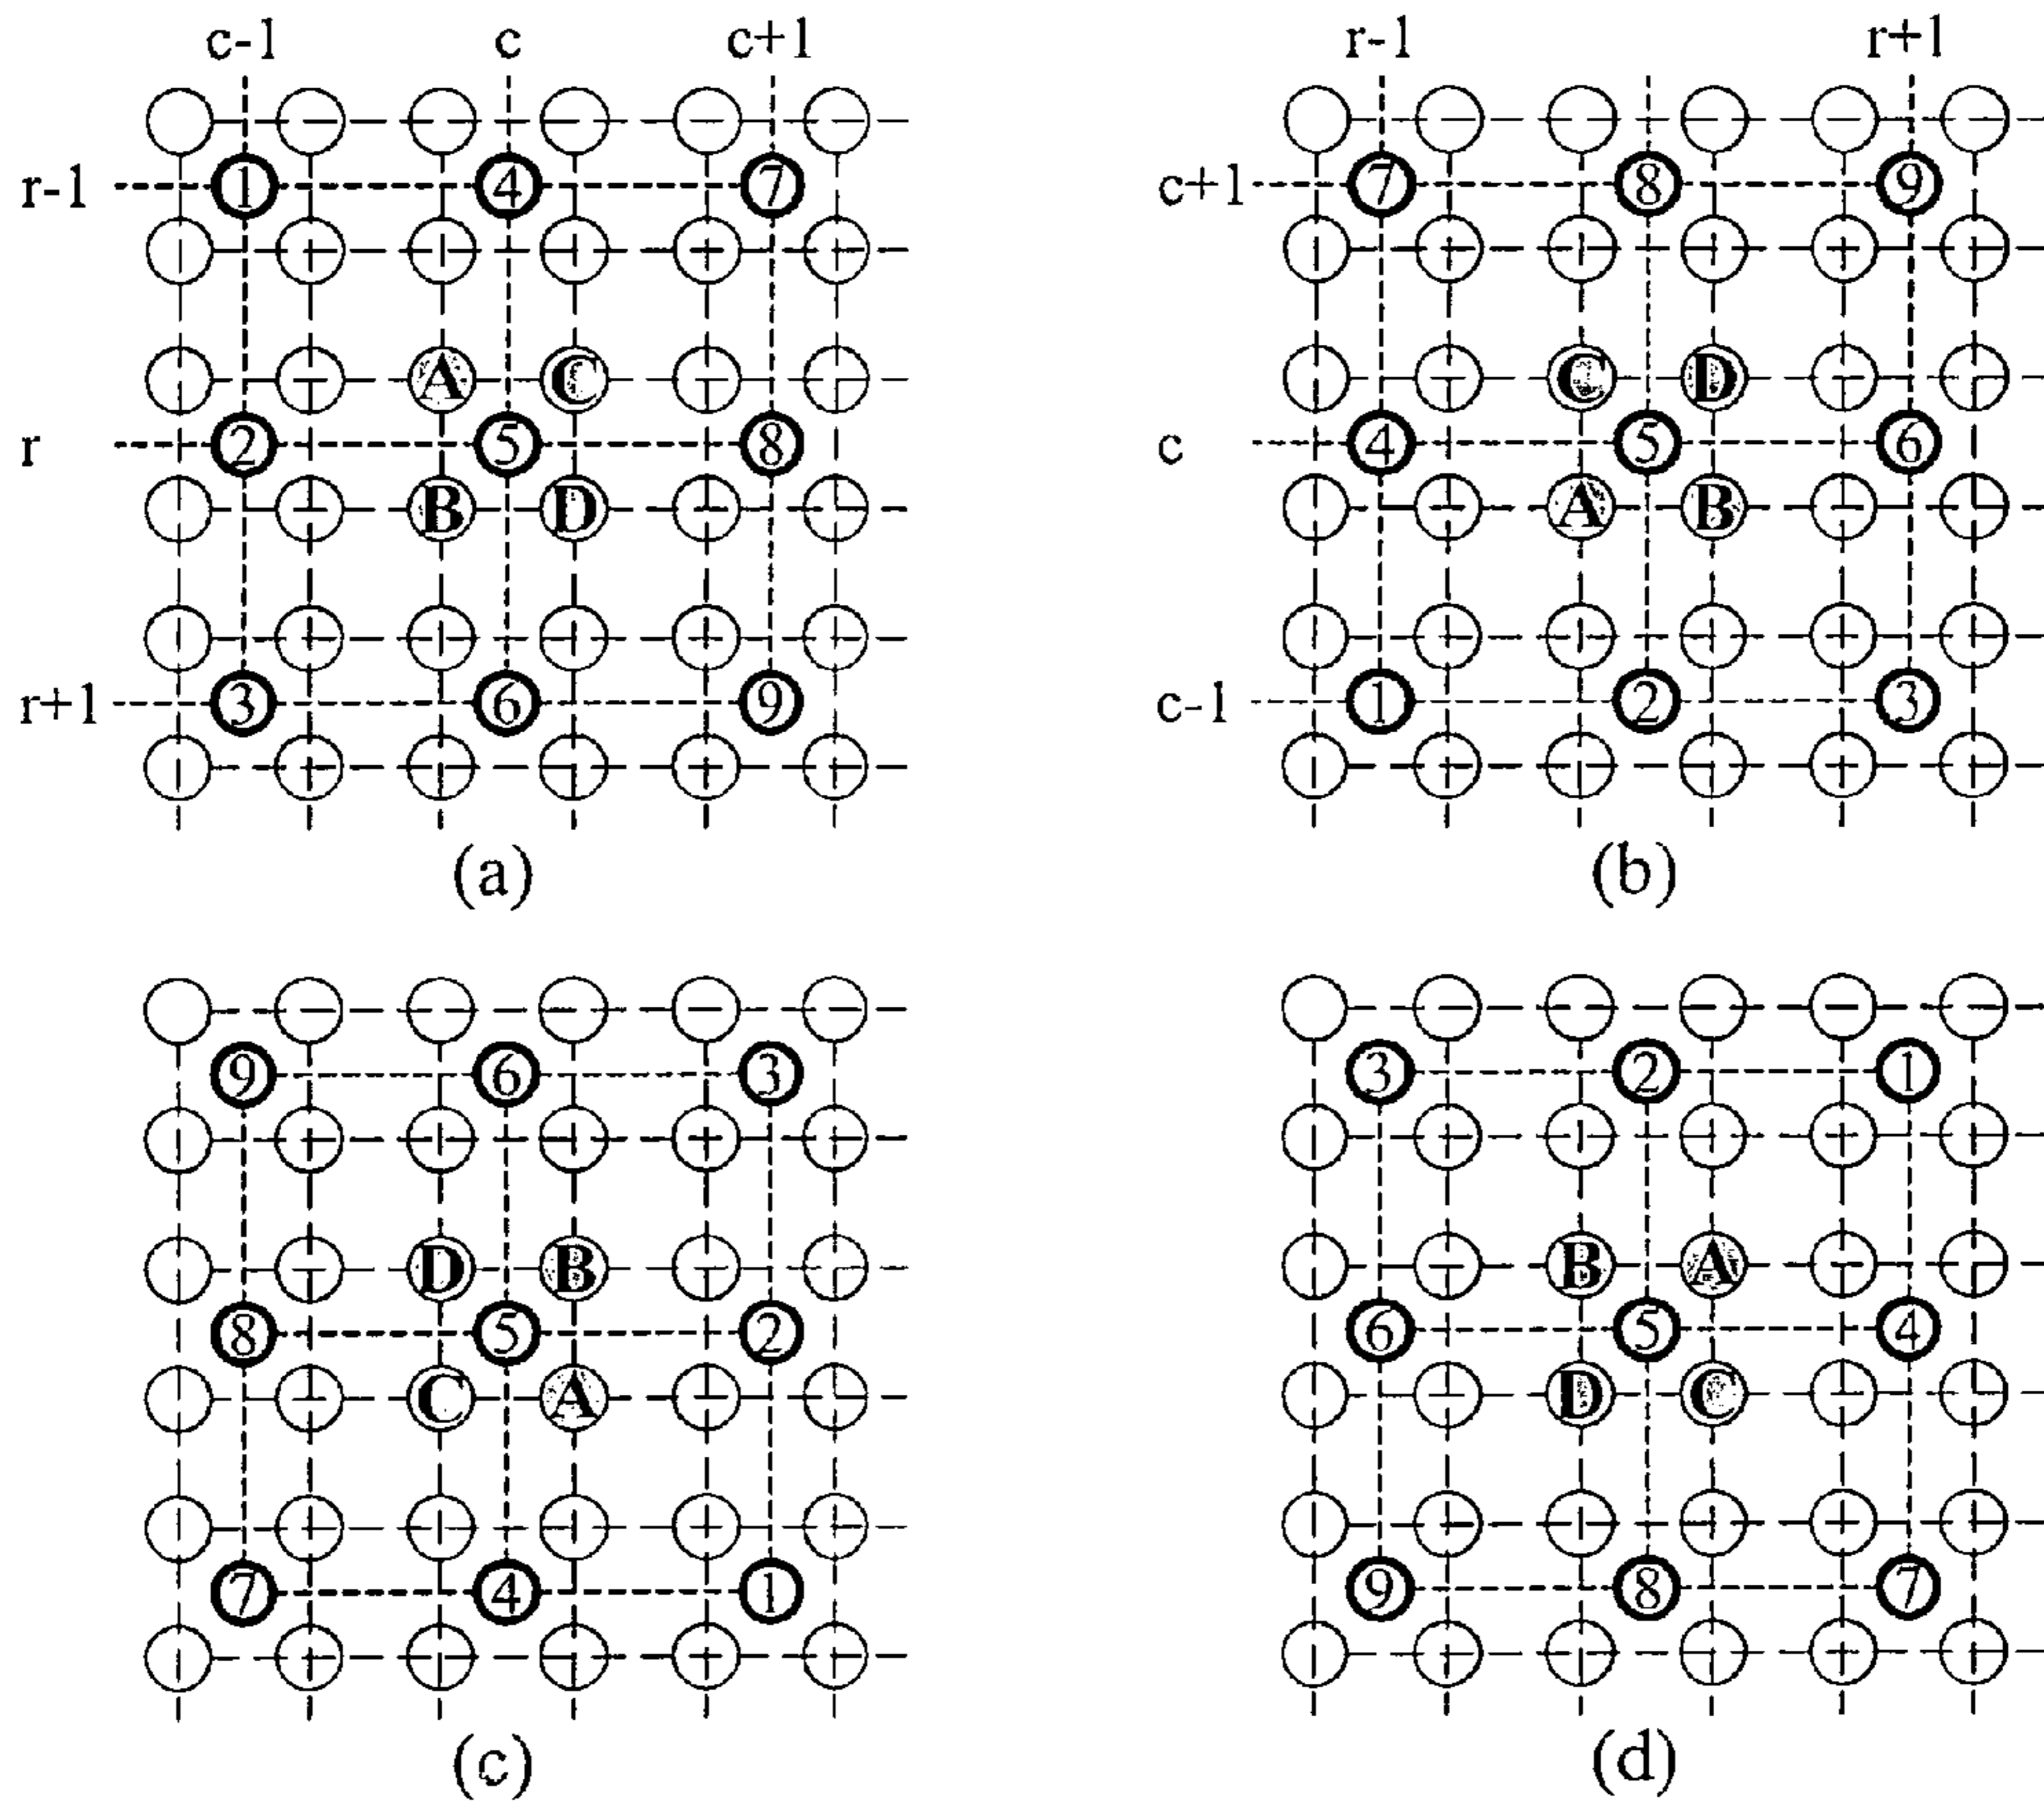 c-1 c c+1
r-1 1 4 7
A C
r 2 5 8
B D
r+1 3 6 9
(a)
r-1 r+1
c+1 7 8 9
C D
c 4 5 6
A B
c-1 1 2 3
(b)
9 6 3
D B
8 5 2
C A
7 4 1
(c)
3 2 1
B A
6 5 4
D C
9 8 7
(d)